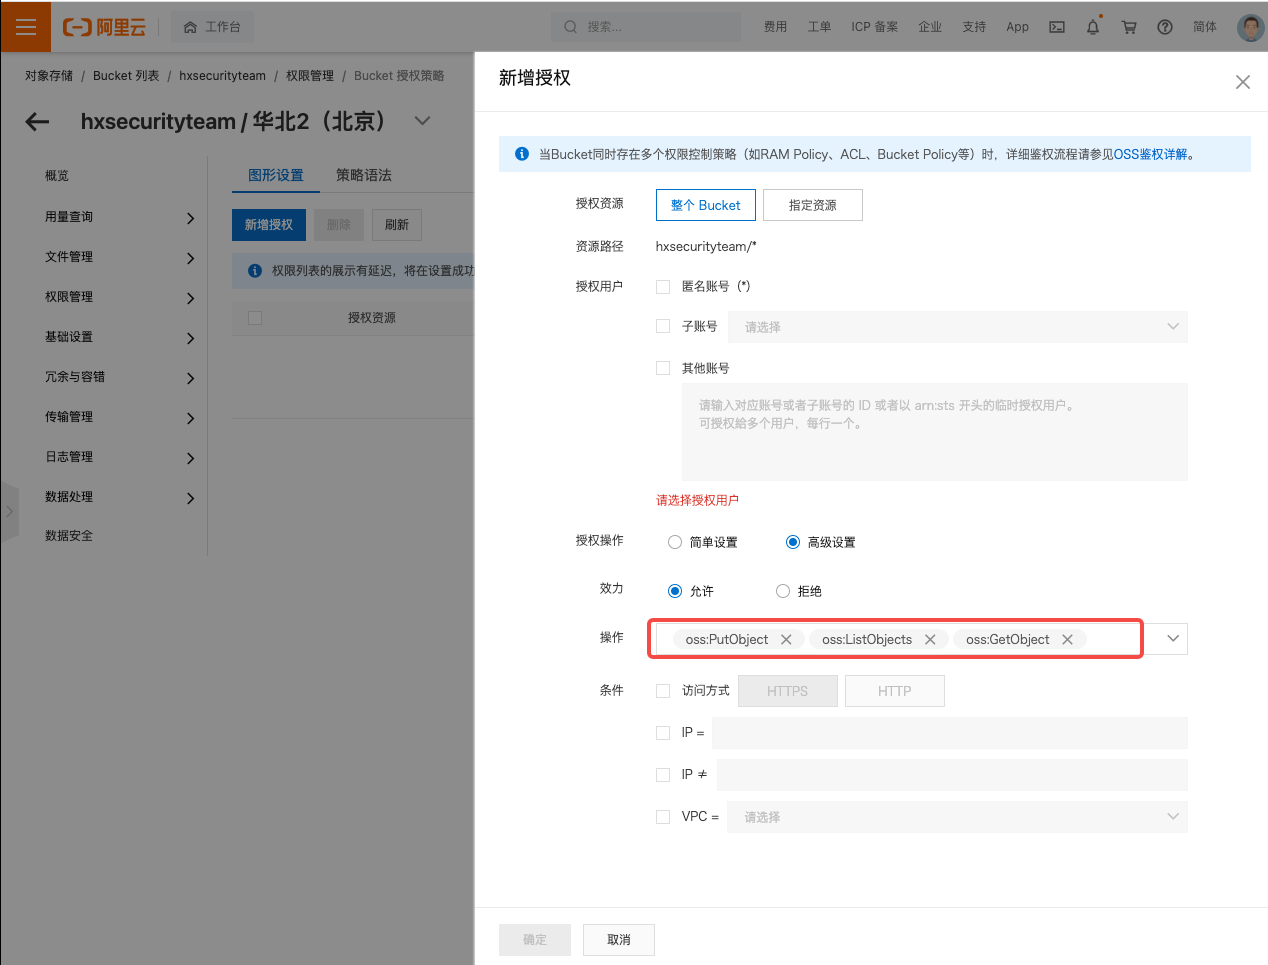 阿里云
工作台
搜索...
费用
工单
ICP 备案
企业
支持
App
简体
对象存储 / Bucket 列表 / hxsecurityteam / 权限管理 / Bucket 授权策略
hxsecurityteam / 华北2（北京）
概览
用量查询
文件管理
权限管理
基础设置
冗余与容错
传输管理
日志管理
数据处理
数据安全
图形设置
策略语法
新增授权
删除
刷新
权限列表的展示有延迟，将在设置成功
授权资源
新增授权
当Bucket同时存在多个权限控制策略（如RAM Policy、ACL、Bucket Policy等）时，详细鉴权流程请参见OSS鉴权详解。
授权资源
整个 Bucket
指定资源
资源路径
hxsecurityteam/*
授权用户
匿名账号（*）
子账号
请选择
其他账号
请输入对应账号或者子账号的 ID 或者以 arn:sts 开头的临时授权用户。
可授权給多个用户，每行一个。
请选择授权用户
授权操作
简单设置
高级设置
效力
允许
拒绝
操作
oss:PutObject
oss:ListObjects
oss:GetObject
条件
访问方式
HTTPS
HTTP
IP =
IP ≠
VPC =
请选择
确定
取消